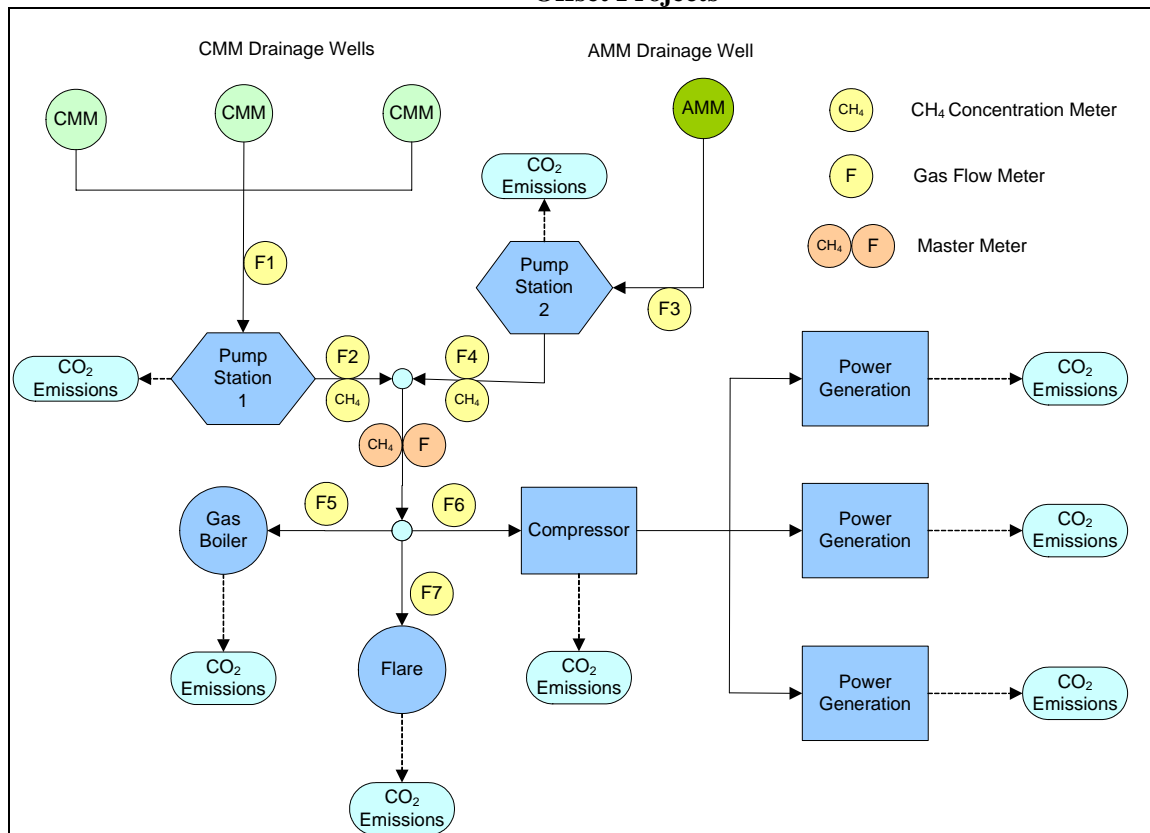 Offset Projects
CMM Drainage Wells
AMM Drainage Well
CMM
CMM
CMM
AMM
CH₄
CH₄ Concentration Meter
F
Gas Flow Meter
CH₄
F
Master Meter
CO₂
Emissions
F1
Pump
Station
2
F3
CO₂
Emissions
Pump
Station
1
F2
CH₄
F4
CH₄
CH₄
F
Power
Generation
CO₂
Emissions
Gas
Boiler
F5
F6
Compressor
Power
Generation
CO₂
Emissions
F7
CO₂
Emissions
Flare
CO₂
Emissions
Power
Generation
CO₂
Emissions
CO₂
Emissions